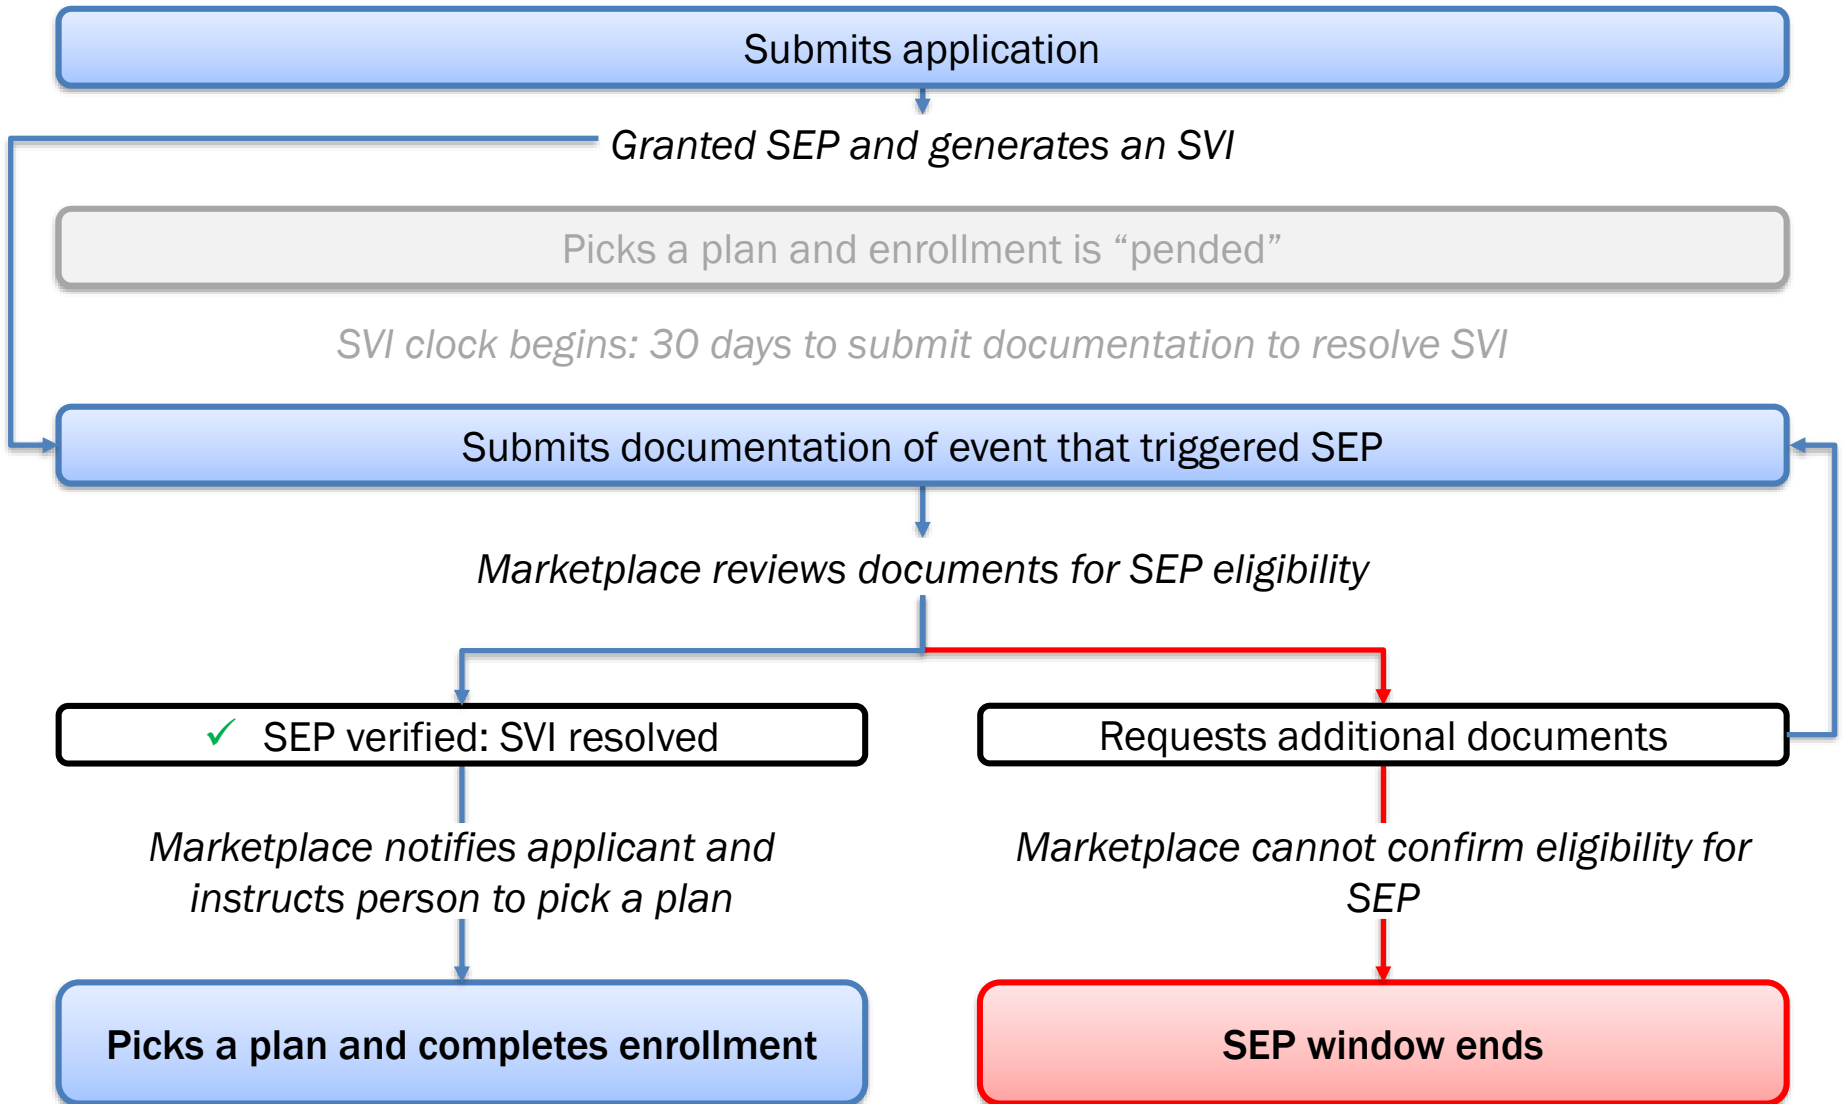 Submits application
Granted SEP and generates an SVI
Picks a plan and enrollment is “pended”
SVI clock begins: 30 days to submit documentation to resolve SVI
Submits documentation of event that triggered SEP
Marketplace reviews documents for SEP eligibility
✓ SEP verified: SVI resolved
Requests additional documents
Marketplace notifies applicant and
instructs person to pick a plan
Marketplace cannot confirm eligibility for
SEP
Picks a plan and completes enrollment
SEP window ends